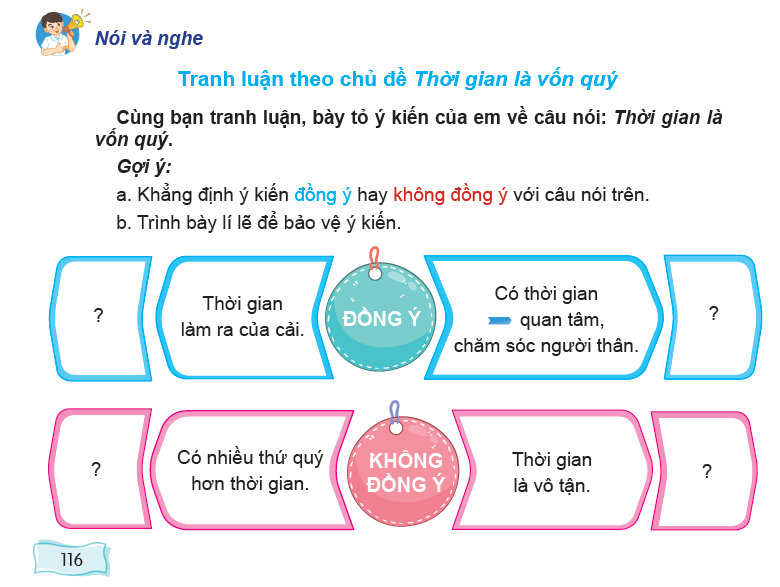 Nói và nghe
Tranh luận theo chủ đề Thời gian là vốn quý
Cùng bạn tranh luận, bày tỏ ý kiến của em về câu nói: Thời gian là
vốn quý.
Gợi ý:
a. Khẳng định ý kiến đồng ý hay không đồng ý với câu nói trên.
b. Trình bày lí lẽ để bảo vệ ý kiến.
?
Thời gian
làm ra của cải.
ĐỒNG Ý
Có thời gian
quan tâm,
chăm sóc người thân.
?
?
Có nhiều thứ quý
hơn thời gian.
KHÔNG
ĐỒNG Ý
Thời gian
là vô tận.
?
116